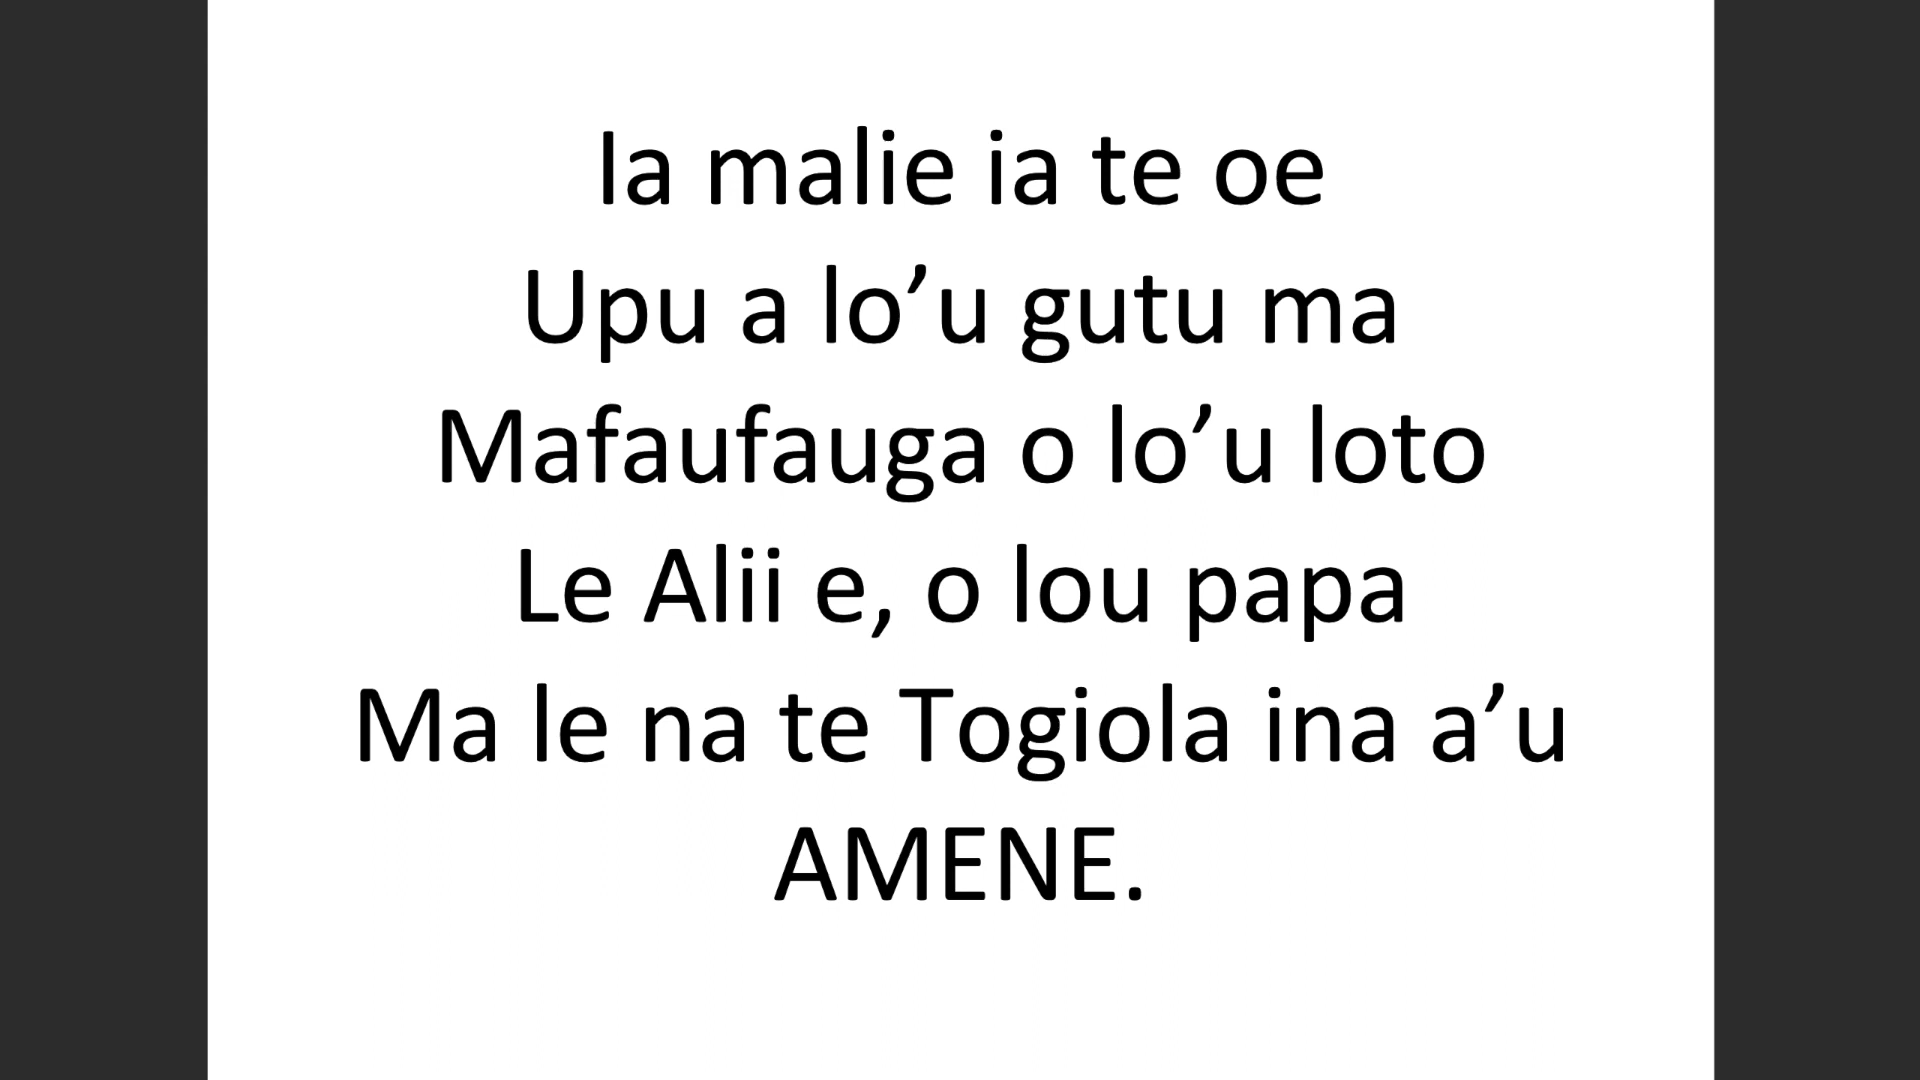 Ia malie ia te oe
Upu a lo’u gutu ma
Mafaufauga o lo’u loto
Le Alii e, o lou papa
Ma le na te Togiola ina a’u
AMENE.